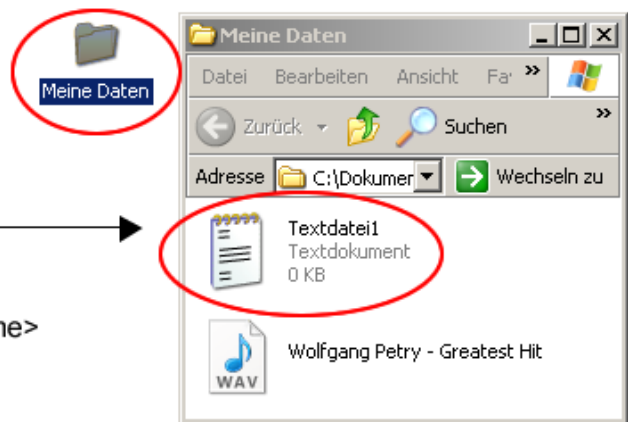 Meine Daten
Meine Daten
Datei Bearbeiten Ansicht Fa »
Zurück Suchen »
Adresse C:\Dokumer Wechseln zu
Textdatei1
Textdokument
0 KB
ne>
WAV
Wolfgang Petry - Greatest Hit